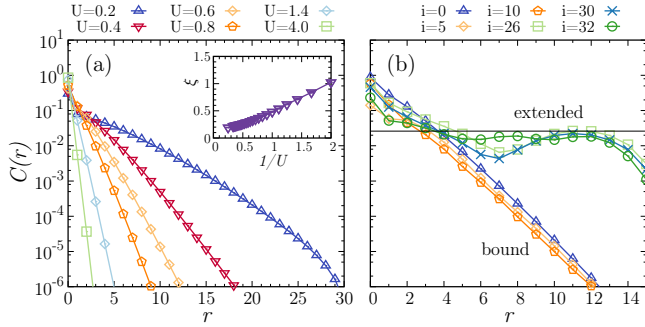 U=0.2 U=0.6 U=1.4 i=0 i=10 i=30
U=0.4 U=0.8 U=4.0 i=5 i=26 i=32
(a)
C(r)
10^1
10^0
10^-1
10^-2
10^-3
10^-4
10^-5
10^-6
0 5 10 15 20 25 30
r
ξ
1.5
1
0.5
0
0 0.5 1 1.5 2
1/U
(b)
extended
bound
0 2 4 6 8 10 12 14
r